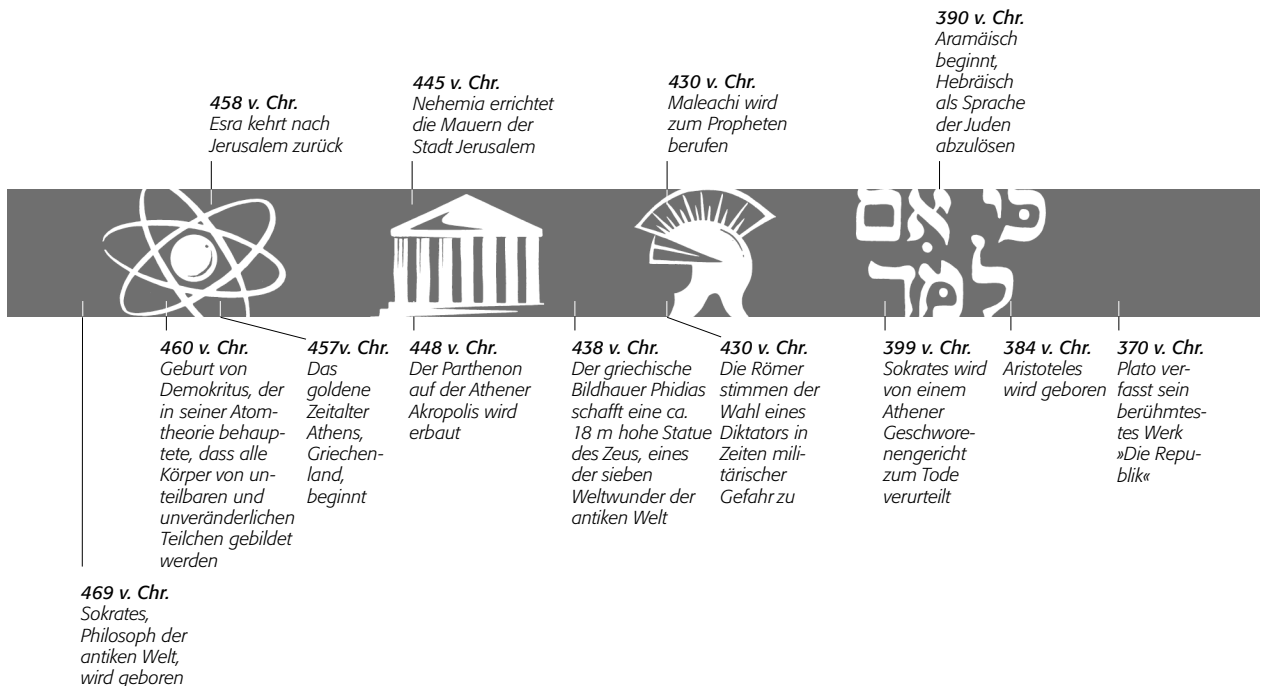 390 v. Chr.
Aramäisch
beginnt,
Hebräisch
als Sprache
der Juden
abzulösen
445 v. Chr.
Nehemia errichtet
die Mauern der
Stadt Jerusalem
430 v. Chr.
Maleachi wird
zum Propheten
berufen
458 v. Chr.
Esra kehrt nach
Jerusalem zurück
כי אם
למד
460 v. Chr.
Geburt von
Demokritus, der
in seiner Atom-
theorie behaup-
tete, dass alle
Körper von un-
teilbaren und
unveränderlichen
Teilchen gebildet
werden
457v. Chr.
Das
goldene
Zeitalter
Athens,
Griechen-
land,
beginnt
448 v. Chr.
Der Parthenon
auf der Athener
Akropolis wird
erbaut
438 v. Chr.
Der griechische
Bildhauer Phidias
schafft eine ca.
18 m hohe Statue
des Zeus, eines
der sieben
Weltwunder der
antiken Welt
430 v. Chr.
Die Römer
stimmen der
Wahl eines
Diktators in
Zeiten mili-
tärischer
Gefahr zu
399 v. Chr.
Sokrates wird
von einem
Athener
Geschwore-
nengericht
zum Tode
verurteilt
384 v. Chr.
Aristoteles
wird geboren
370 v. Chr.
Plato ver-
fasst sein
berühmtes-
tes Werk
»Die Repu-
blik«
469 v. Chr.
Sokrates,
Philosoph der
antiken Welt,
wird geboren